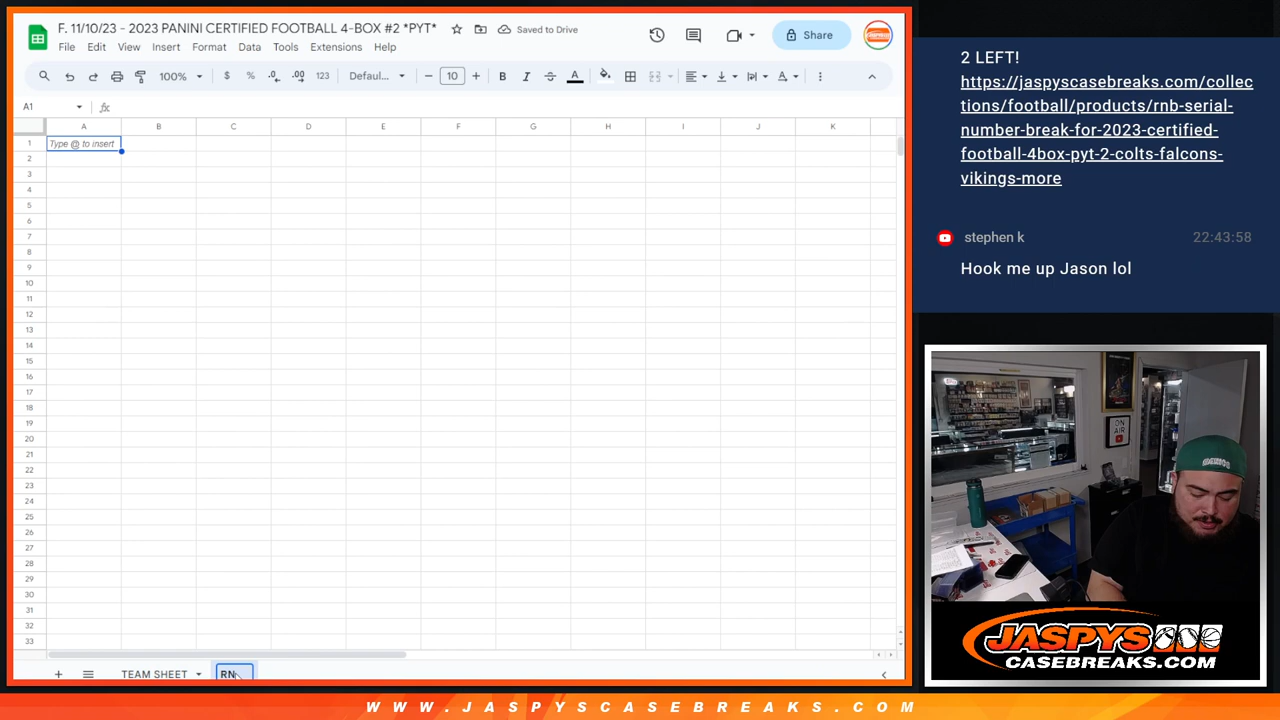 F. 11/10/23 - 2023 PANINI CERTIFIED FOOTBALL 4-BOX #2 *PYT*
Saved to Drive
Share
File Edit View Insert Format Data Tools Extensions Help
100% $ % .0 .00 123 Defaul... − 10 + B I A
A1 fx
A B C D E F G H I J K
1 Type @ to insert
2
3
4
5
6
7
8
9
10
11
12
13
14
15
16
17
18
19
20
21
22
23
24
25
26
27
28
29
30
31
32
33
TEAM SHEET RN
2 LEFT!
https://jaspyscasebreaks.com/collec
tions/football/products/rnb-serial-
number-break-for-2023-certified-
football-4box-pyt-2-colts-falcons-
vikings-more
stephen k 22:43:58
Hook me up Jason lol
ON
AIR
JASPYS
CASEBREAKS.COM
WWW.JASPYSCASEBREAKS.COM